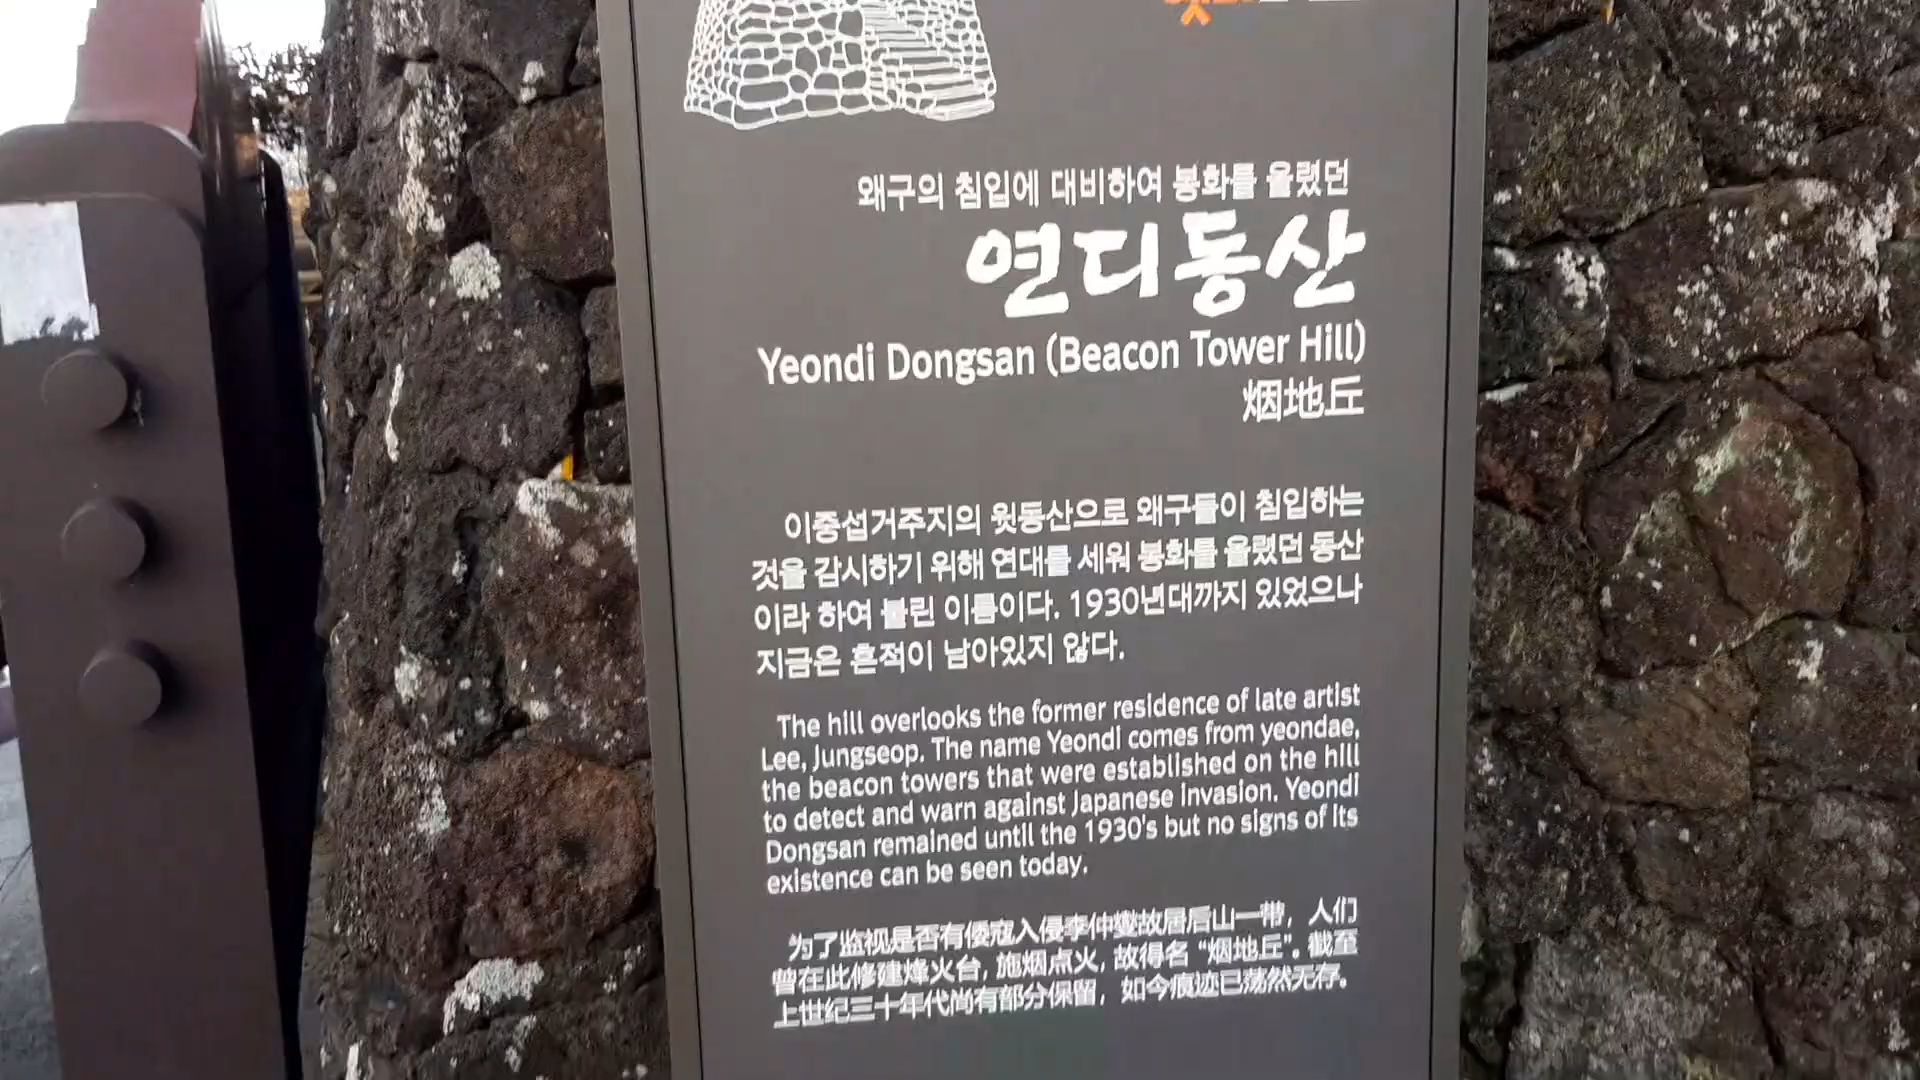 왜구의 침입에 대비하여 봉화를 올렸던
연디동산
Yeondi Dongsan (Beacon Tower Hill)
烟地丘
이중섭거주지의 윗동산으로 왜구들이 침입하는
것을 감시하기 위해 연대를 세워 봉화를 올렸던 동산
이라 하여 불린 이름이다. 1930년대까지 있었으나
지금은 흔적이 남아있지 않다.
The hill overlooks the former residence of late artist
Lee, Jungseop. The name Yeondi comes from yeondae,
the beacon towers that were established on the hill
to detect and warn against Japanese invasion. Yeondi
Dongsan remained until the 1930's but no signs of its
existence can be seen today.
为了监视是否有倭寇入侵李仲燮故居后山一带，人们
曾在此修建烽火台, 施烟点火, 故得名 “烟地丘”. 截至
上世纪三十年代尚有部分保留，如今痕迹已荡然无存。